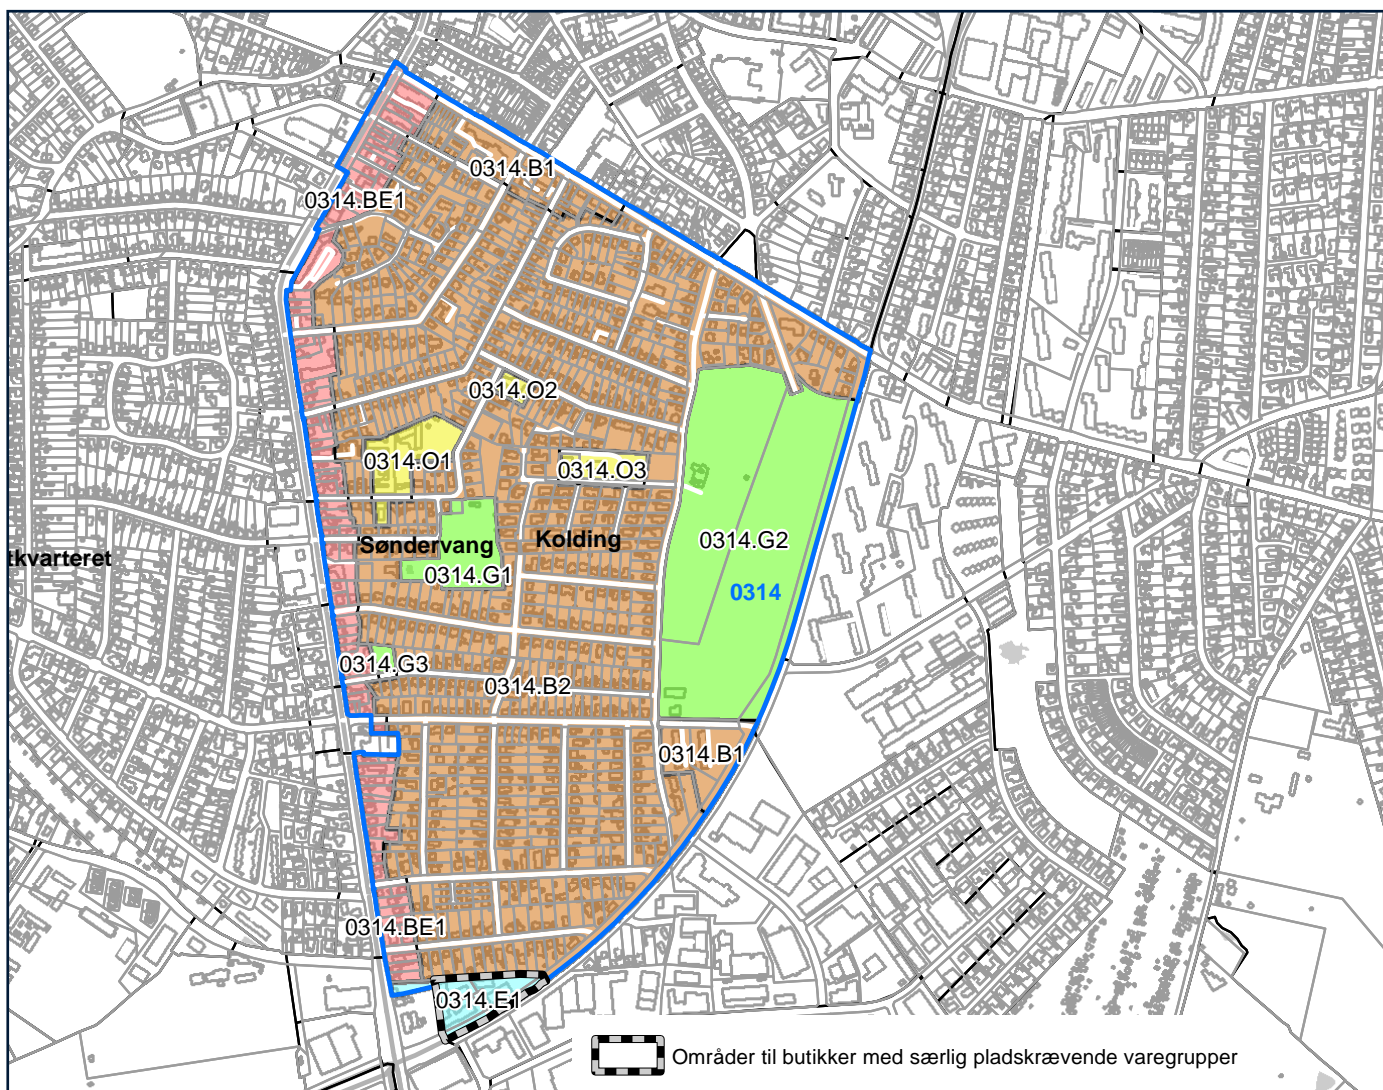 0314.B1
0314.BE1
0314.O2
0314.O1
0314.O3
Søndervang
Kolding
0314.G2
tkvarteret
0314.G1
0314
0314.G3
0314.B2
0314.B1
0314.BE1
0314.E1
Områder til butikker med særlig pladskrævende varegrupper